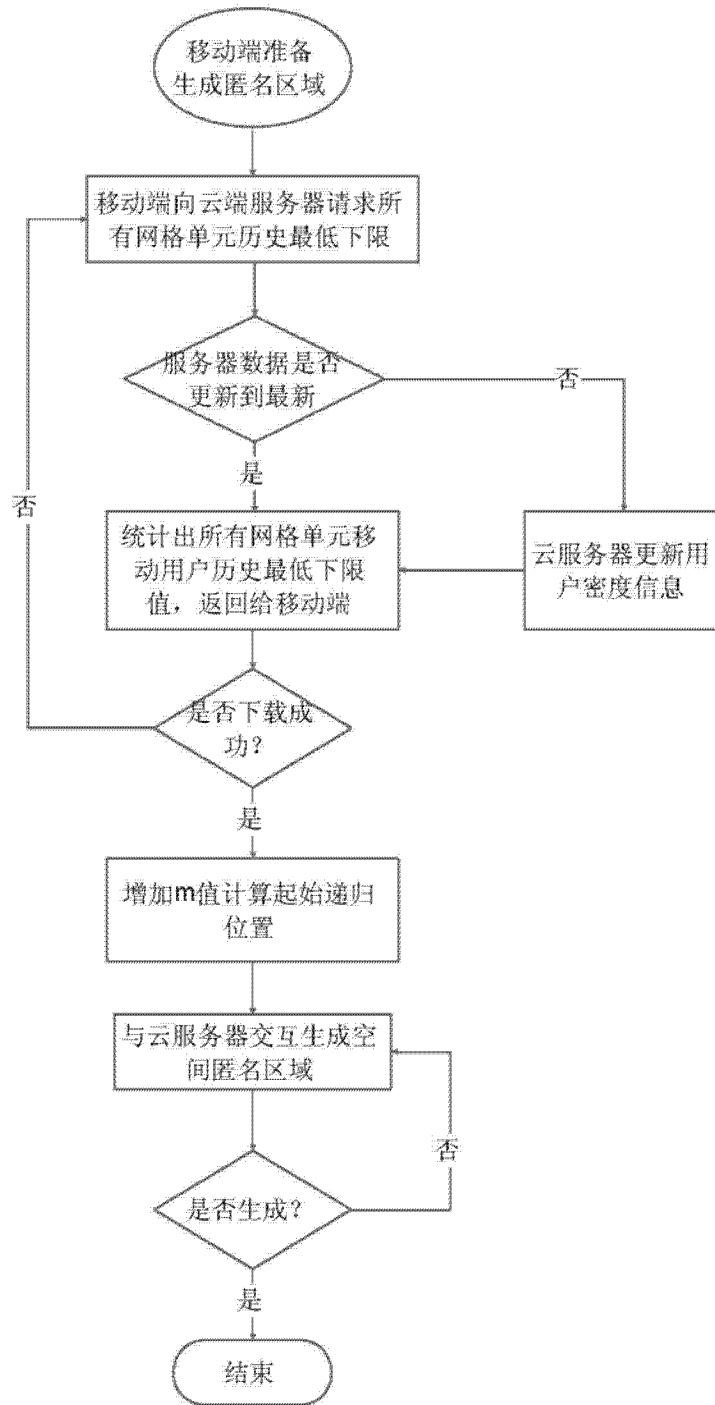 移动端准备
生成匿名区域
移动端向云端服务器请求所
有网格单元历史最低下限
服务器数据是否
更新到最新
否
是
否
统计出所有网格单元移
动用户历史最低下限
值，返回给移动端
云服务器更新用
户密度信息
是否下载成
功？
是
增加m值计算起始递归
位置
与云服务器交互生成空
间匿名区域
否
是否生成？
是
结束